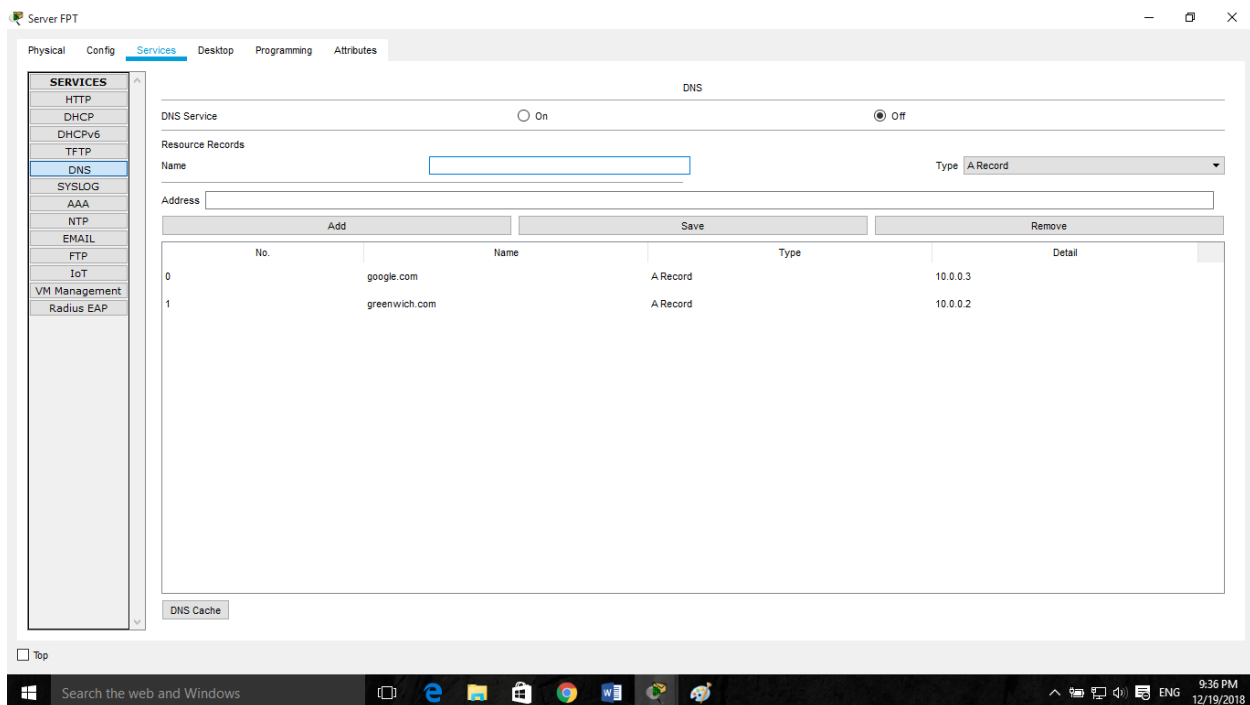 Server FPT
Physical Config Services Desktop Programming Attributes
SERVICES
HTTP
DHCP
DHCPv6
TFTP
DNS
SYSLOG
AAA
NTP
EMAIL
FTP
IoT
VM Management
Radius EAP
DNS
DNS Service On Off
Resource Records
Name Type A Record
Address
Add Save Remove
No. Name Type Detail
0 google.com A Record 10.0.0.3
1 greenwich.com A Record 10.0.0.2
DNS Cache
Top
Search the web and Windows ENG 9:36 PM
12/19/2018